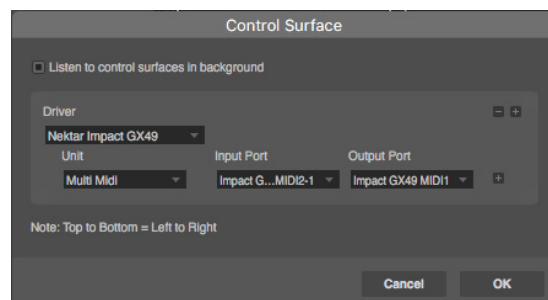 Control Surface
Listen to control surfaces in background
Driver
Nektar Impact GX49
Unit Input Port Output Port
Multi Midi Impact G...MIDI2-1 Impact GX49 MIDI1
Note: Top to Bottom = Left to Right
Cancel OK